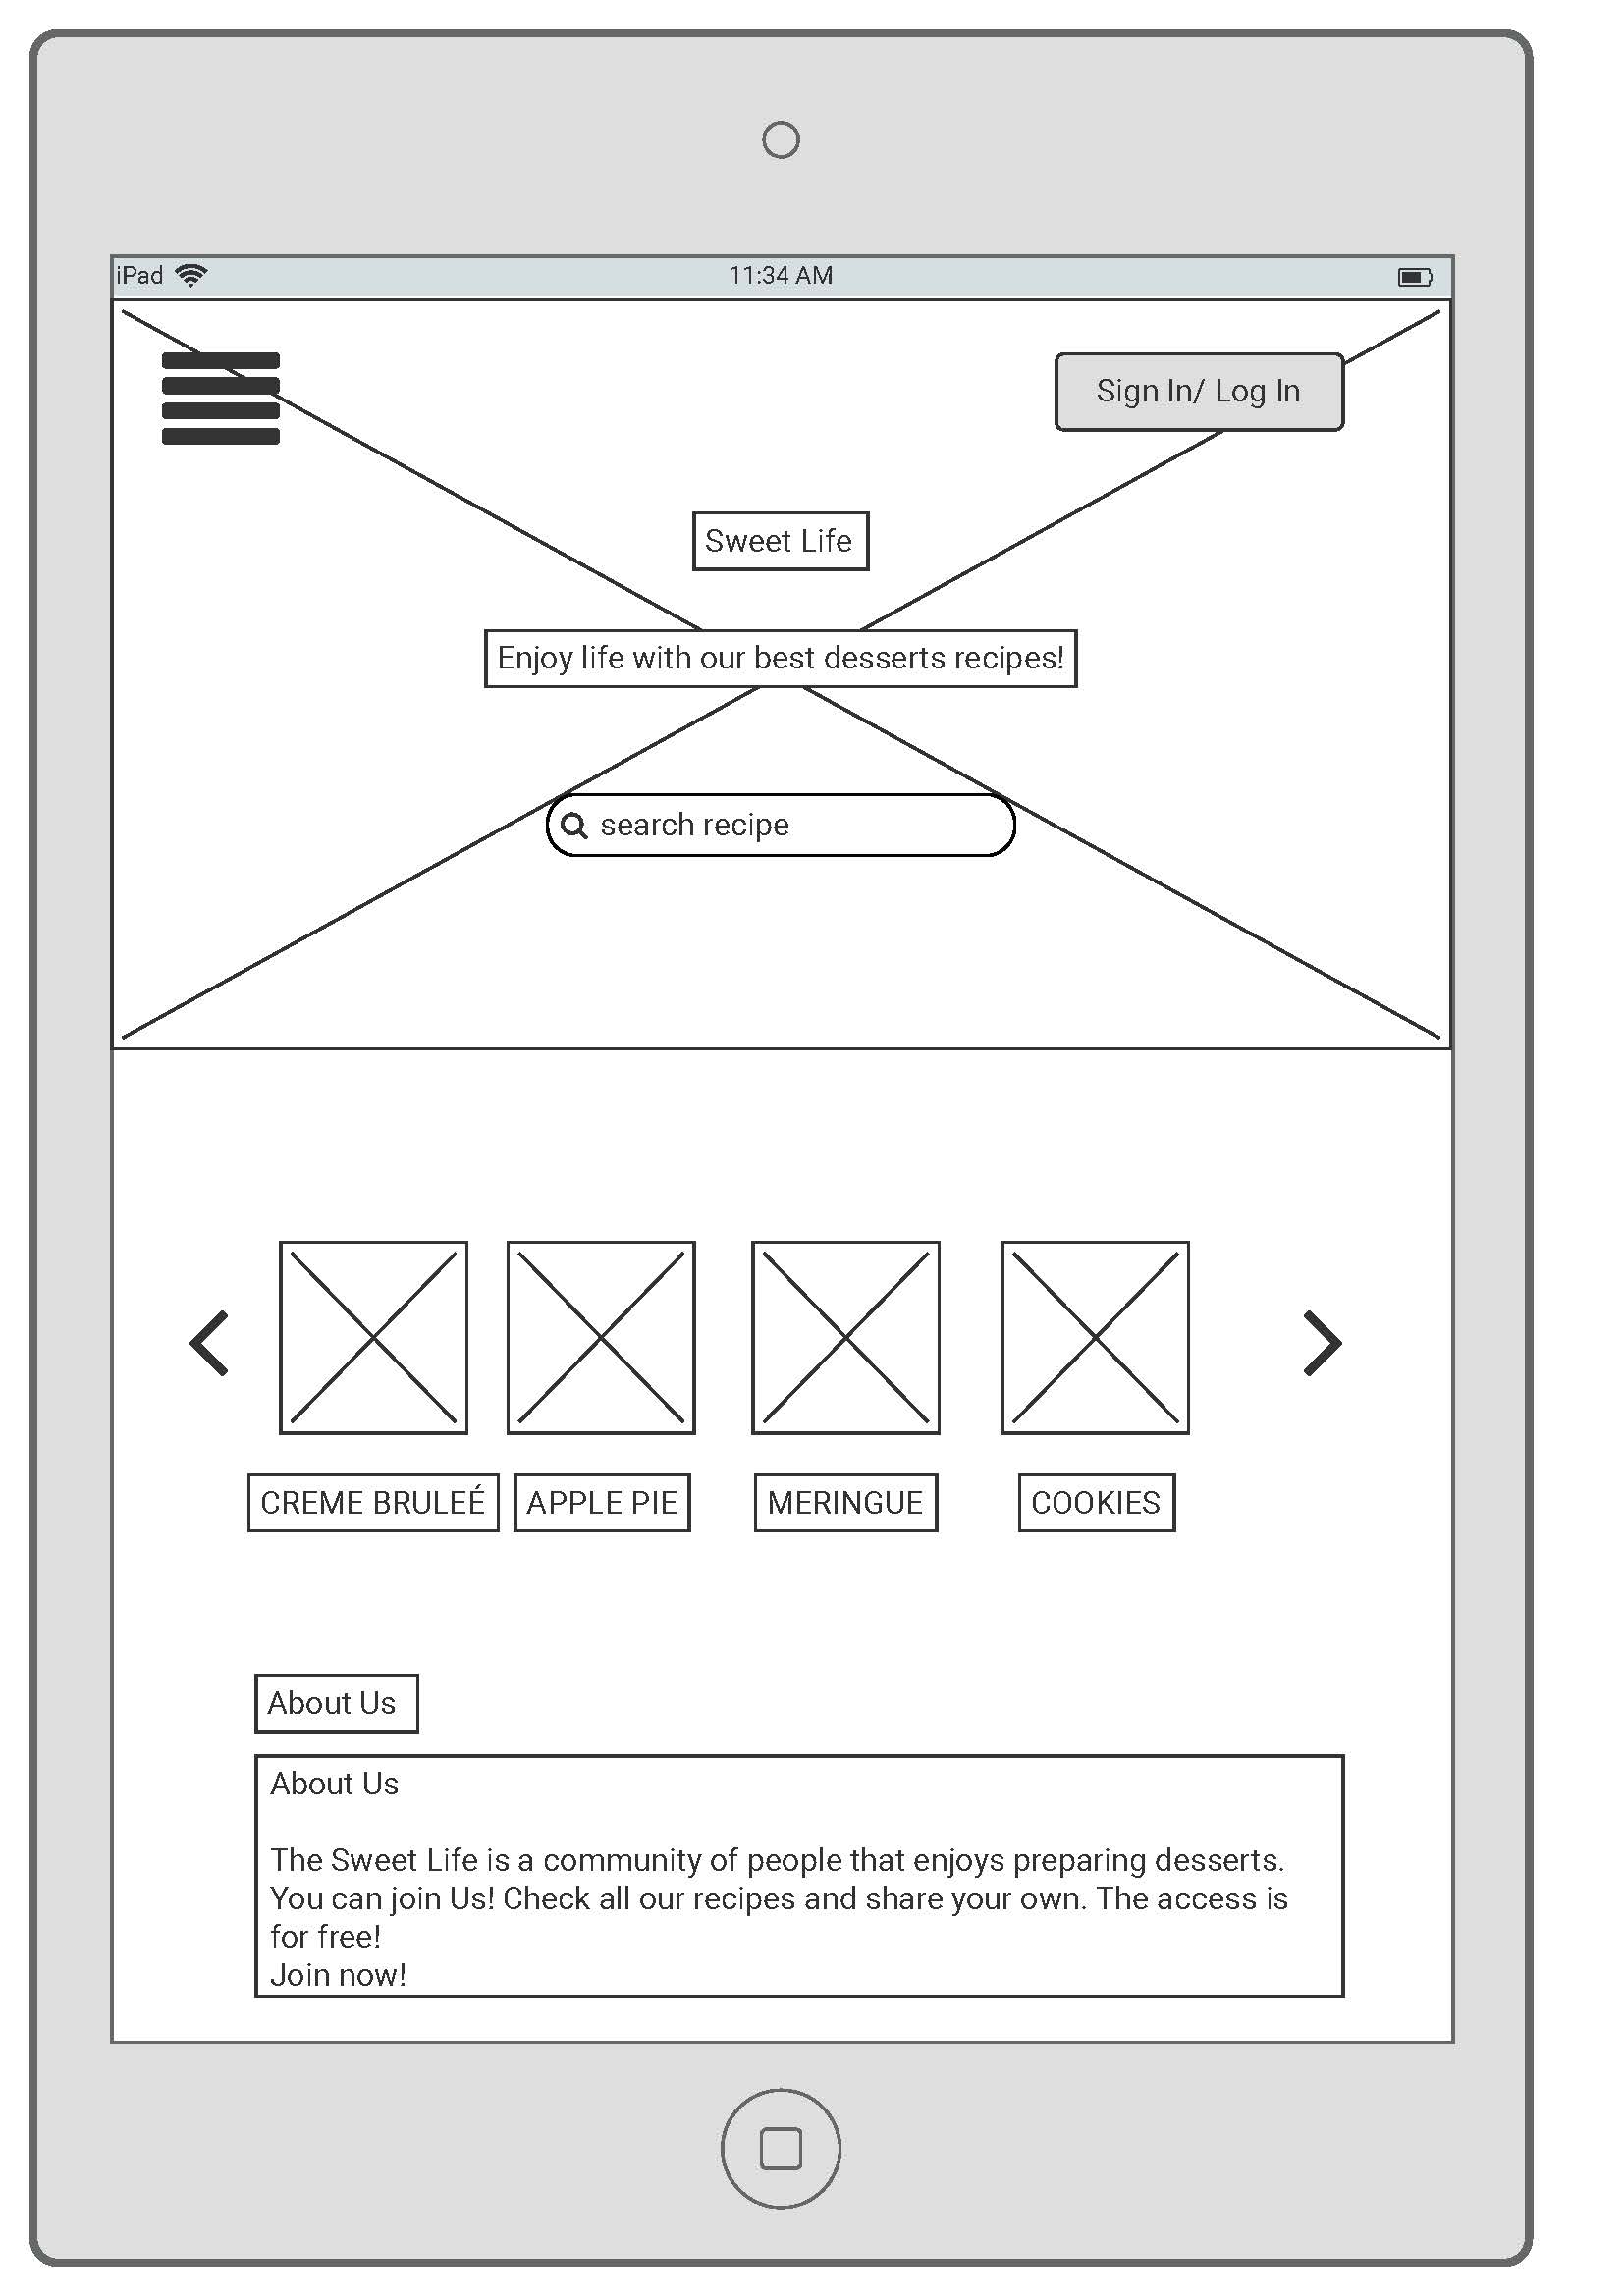 iPad
11:34 AM
Sign In/ Log In
Sweet Life
Enjoy life with our best desserts recipes!
search recipe
CREME BRULEÉ
APPLE PIE
MERINGUE
COOKIES
About Us
About Us
The Sweet Life is a community of people that enjoys preparing desserts.
You can join Us! Check all our recipes and share your own. The access is
for free!
Join now!